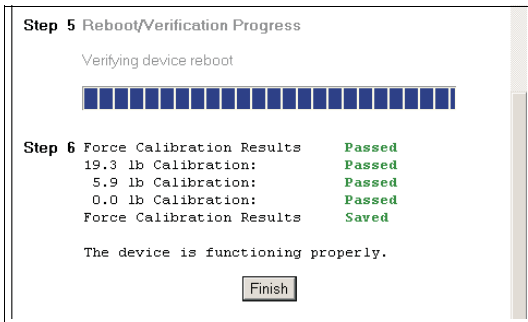 Step 5 Reboot/Verification Progress
Verifying device reboot
Step 6 Force Calibration Results Passed
19.3 lb Calibration: Passed
5.9 lb Calibration: Passed
0.0 lb Calibration: Passed
Force Calibration Results Saved
The device is functioning properly.
Finish